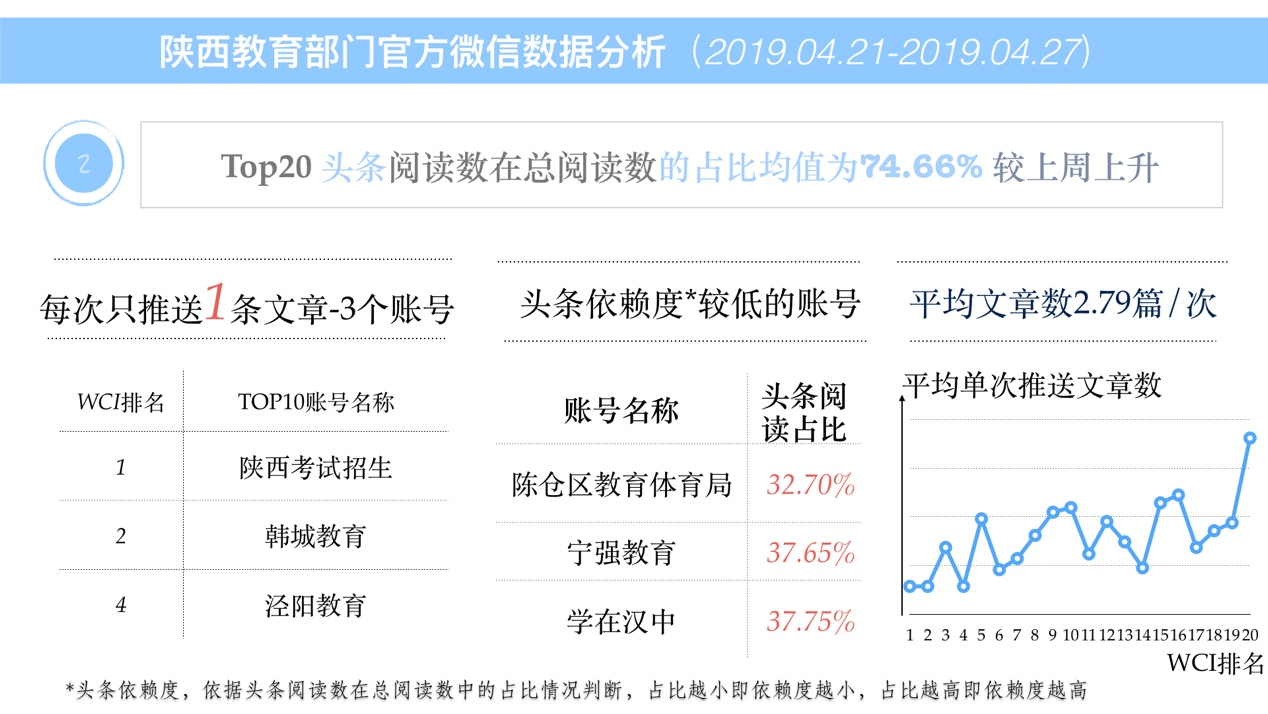 陕西教育部门官方微信数据分析（2019.04.21-2019.04.27）
2
Top20 头条阅读数在总阅读数的占比均值为74.66% 较上周上升
每次只推送1条文章-3个账号
WCI排名 TOP10账号名称
1 陕西考试招生
2 韩城教育
4 泾阳教育
头条依赖度*较低的账号
账号名称 头条阅
读占比
陈仓区教育体育局 32.70%
宁强教育 37.65%
学在汉中 37.75%
平均文章数2.79篇/次
平均单次推送文章数
1 2 3 4 5 6 7 8 9 10 11 12 13 14 15 16 17 18 19 20
WCI排名
*头条依赖度，依据头条阅读数在总阅读数中的占比情况判断，占比越小即依赖度越小，占比越高即依赖度越高